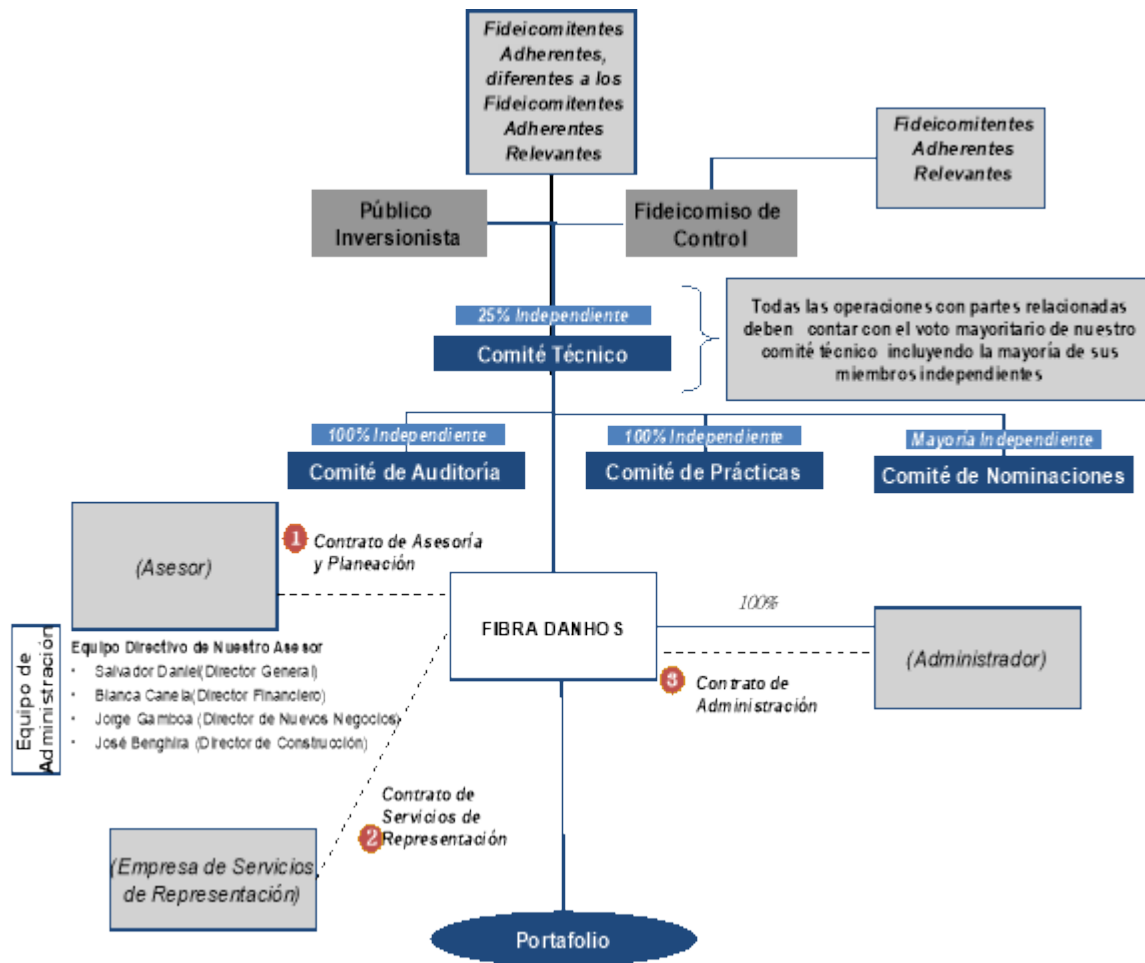 Fideicomitentes
Adherentes,
diferentes a los
Fideicomitentes
Adherentes
Relevantes
Fideicomitentes
Adherentes
Relevantes
Público
Inversionista
Fideicomiso de
Control
25% Independiente
Comité Técnico
Todas las operaciones con partes relacionadas
deben contar con el voto mayoritario de nuestro
comité técnico incluyendo la mayoría de sus
miembros independientes
100% Independiente
Comité de Auditoría
100% Independiente
Comité de Prácticas
Mayoría Independiente
Comité de Nominaciones
(Asesor)
1
Contrato de Asesoría
y Planeación
FIBRA DANHOS
100%
(Administrador)
3
Contrato de
Administración
Equipo de
Administración
Equipo Directivo de Nuestro Asesor
• Salvador Daniel(Director General)
• Blanca Canela(Director Financiero)
• Jorge Gamboa (Director de Nuevos Negocios)
• José Benghira (Director de Construcción)
Contrato de
Servicios de
2
Representación
(Empresa de Servicios
de Representación)
Portafolio